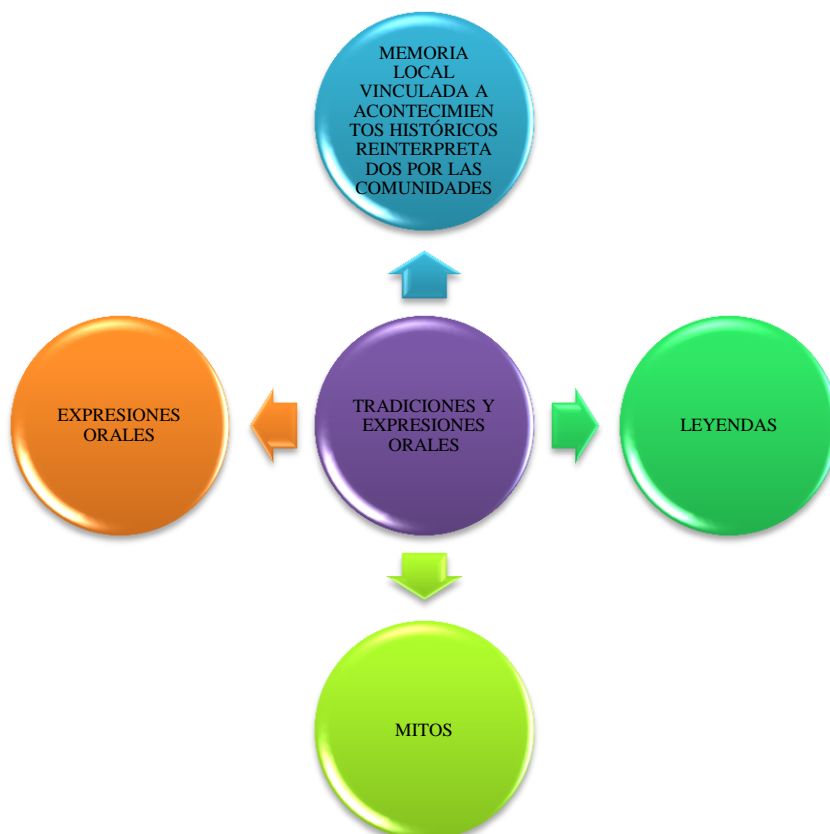 MEMORIA
LOCAL
VINCULADA A
ACONTECIMIEN
TOS HISTÓRICOS
REINTERPRETA
DOS POR LAS
COMUNIDADES
EXPRESIONES
ORALES
TRADICIONES Y
EXPRESIONES
ORALES
LEYENDAS
MITOS